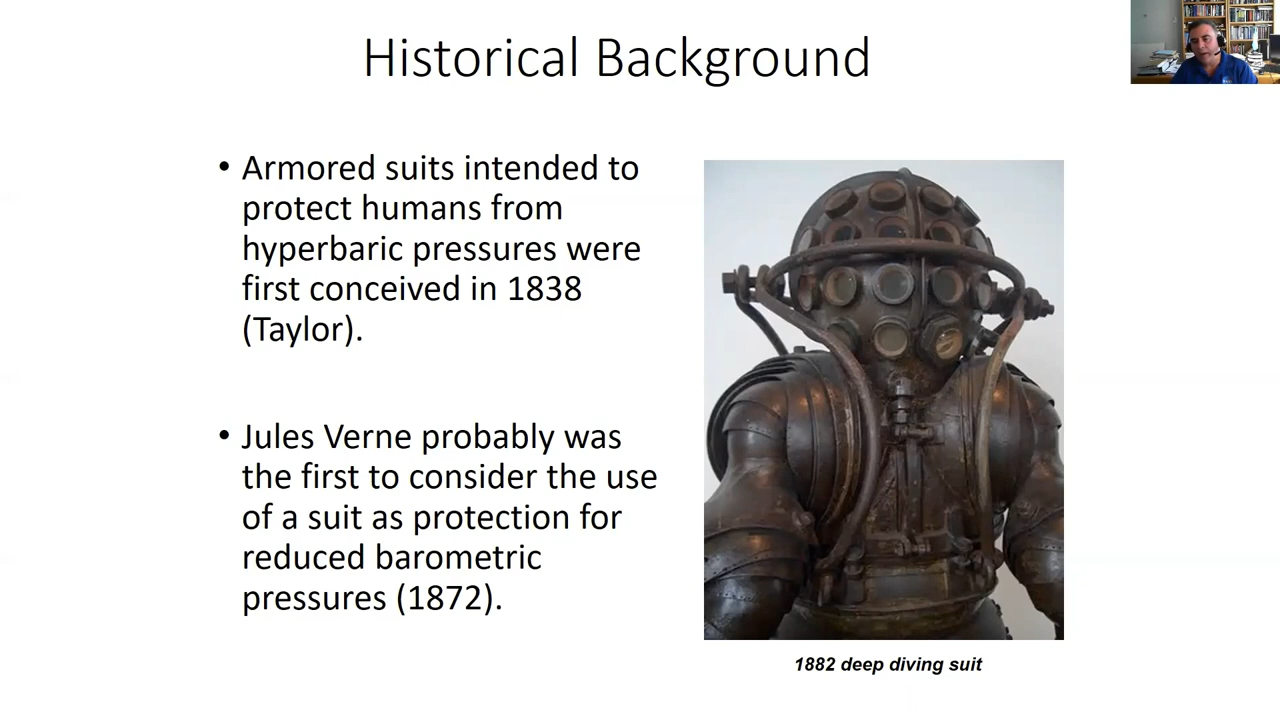 Historical Background
• Armored suits intended to
protect humans from
hyperbaric pressures were
first conceived in 1838
(Taylor).
• Jules Verne probably was
the first to consider the use
of a suit as protection for
reduced barometric
pressures (1872).
1882 deep diving suit